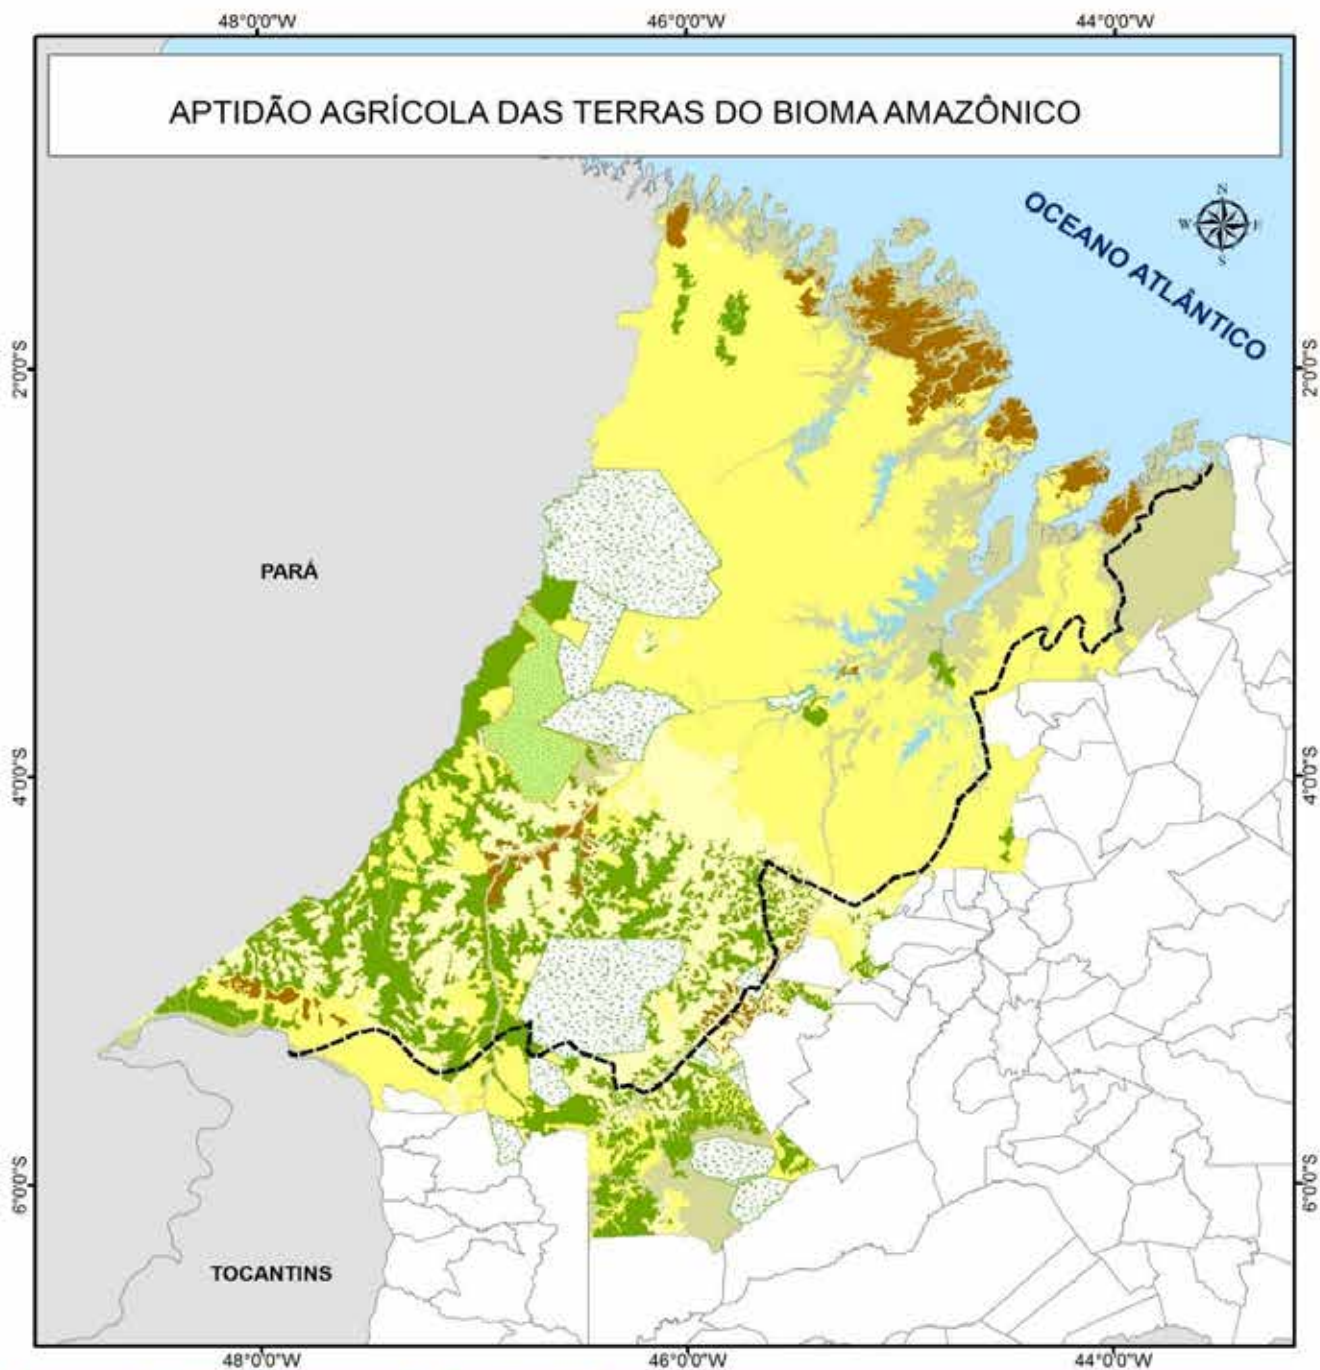 48°0'0"W 46°0'0"W 44°0'0"W
APTIDÃO AGRÍCOLA DAS TERRAS DO BIOMA AMAZÔNICO
N
W E
S
OCEANO ATLÂNTICO
2°0'0"S 2°0'0"S
PARÁ
4°0'0"S 4°0'0"S
6°0'0"S 6°0'0"S
TOCANTINS
48°0'0"W 46°0'0"W 44°0'0"W